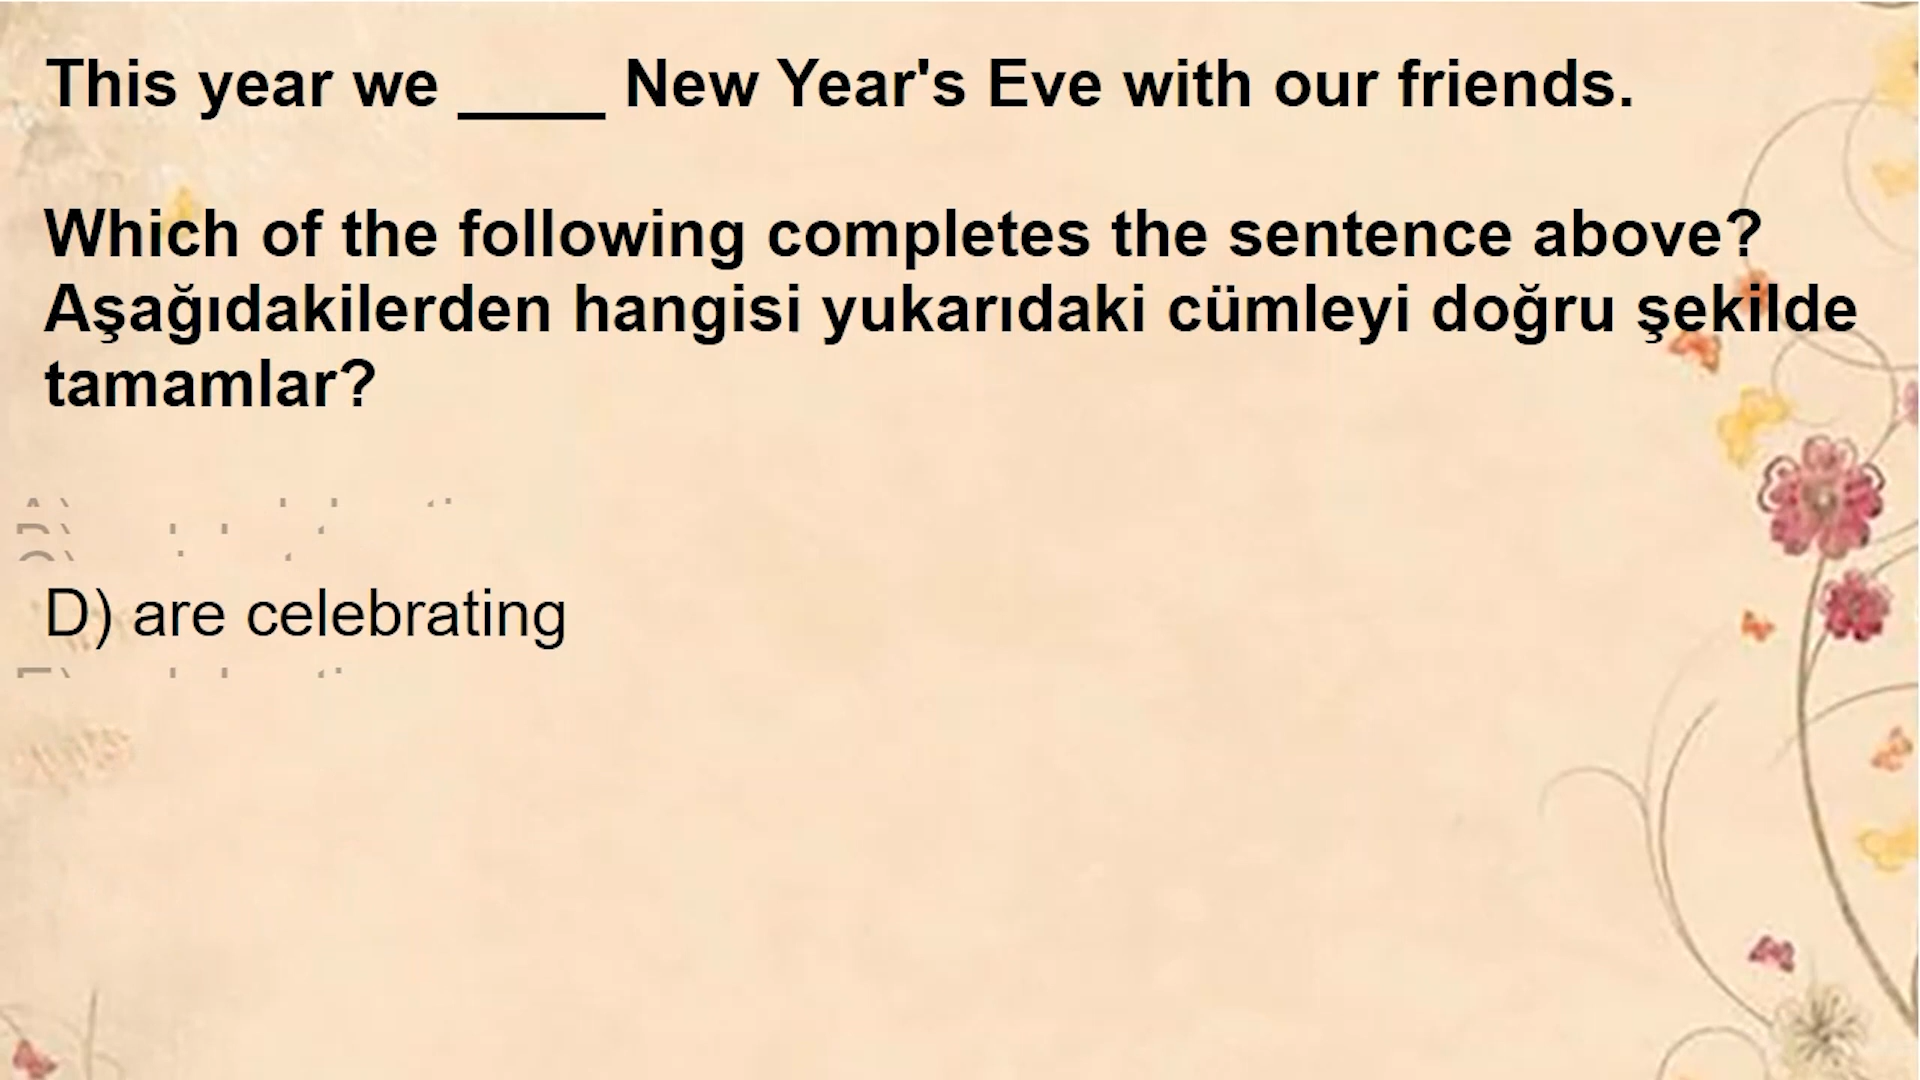 This year we ____ New Year's Eve with our friends.
Which of the following completes the sentence above?
Aşağıdakilerden hangisi yukarıdaki cümleyi doğru şekilde
tamamlar?
D) are celebrating